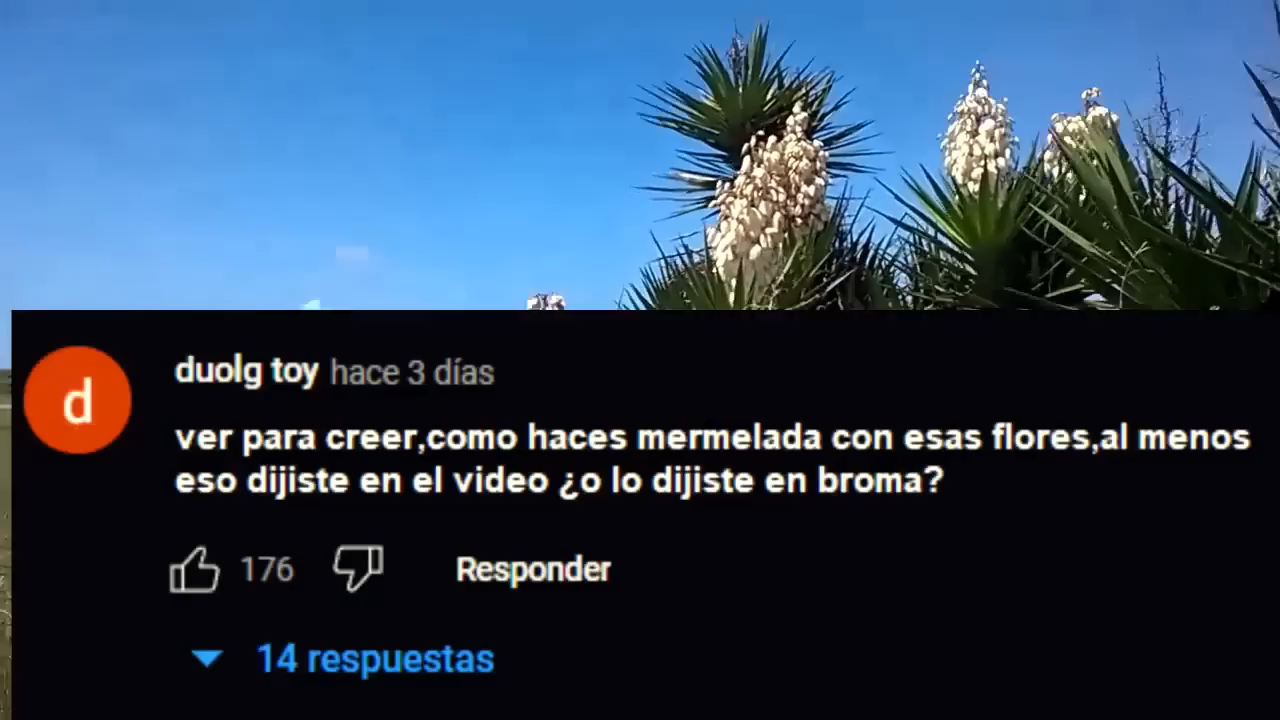 d
duolg toy hace 3 días
ver para creer,como haces mermelada con esas flores,al menos
eso dijiste en el video ¿o lo dijiste en broma?
176
Responder
14 respuestas